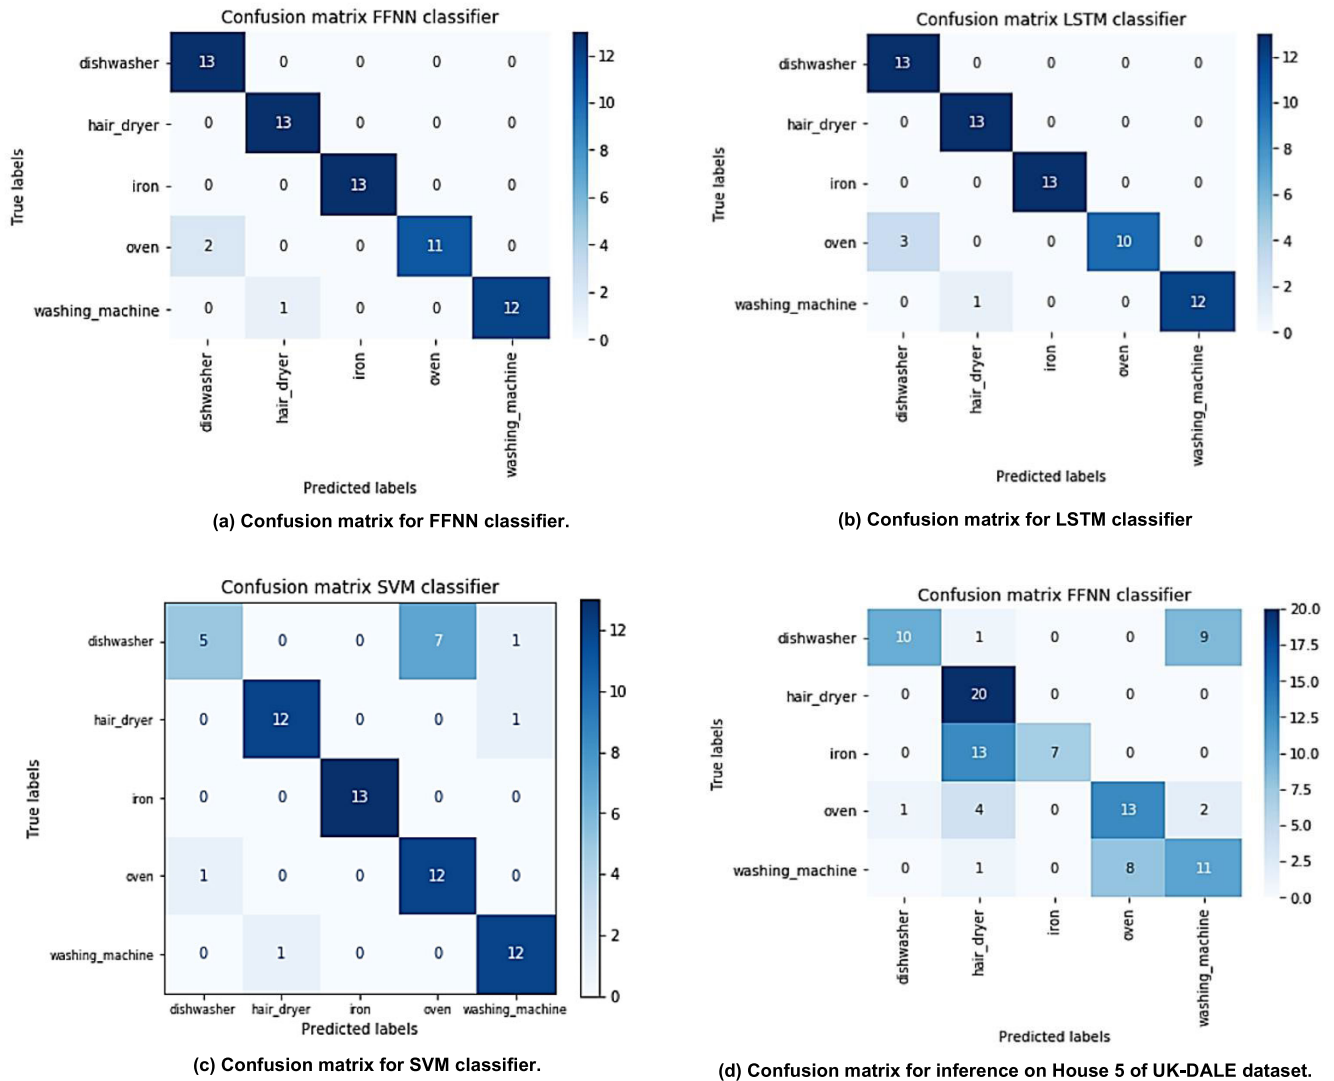 Confusion matrix FFNN classifier
True labels
dishwasher 13 0 0 0 0
hair_dryer 0 13 0 0 0
iron 0 0 13 0 0
oven 2 0 0 11 0
washing_machine 0 1 0 0 12
12
10
8
6
4
2
0
dishwasher hair_dryer iron oven washing_machine
Predicted labels
(a) Confusion matrix for FFNN classifier.
Confusion matrix LSTM classifier
True labels
dishwasher 13 0 0 0 0
hair_dryer 0 13 0 0 0
iron 0 0 13 0 0
oven 3 0 0 10 0
washing_machine 0 1 0 0 12
12
10
8
6
4
2
0
dishwasher hair_dryer iron oven washing_machine
Predicted labels
(b) Confusion matrix for LSTM classifier
Confusion matrix SVM classifier
True labels
dishwasher 5 0 0 7 1
hair_dryer 0 12 0 0 1
iron 0 0 13 0 0
oven 1 0 0 12 0
washing_machine 0 1 0 0 12
12
10
8
6
4
2
0
dishwasher hair_dryer iron oven washing_machine
Predicted labels
(c) Confusion matrix for SVM classifier.
Confusion matrix FFNN classifier
True labels
dishwasher 10 1 0 0 9
hair_dryer 0 20 0 0 0
iron 0 13 7 0 0
oven 1 4 0 13 2
washing_machine 0 1 0 8 11
20.0
17.5
15.0
12.5
10.0
7.5
5.0
2.5
0.0
dishwasher hair_dryer iron oven washing_machine
Predicted labels
(d) Confusion matrix for inference on House 5 of UK-DALE dataset.